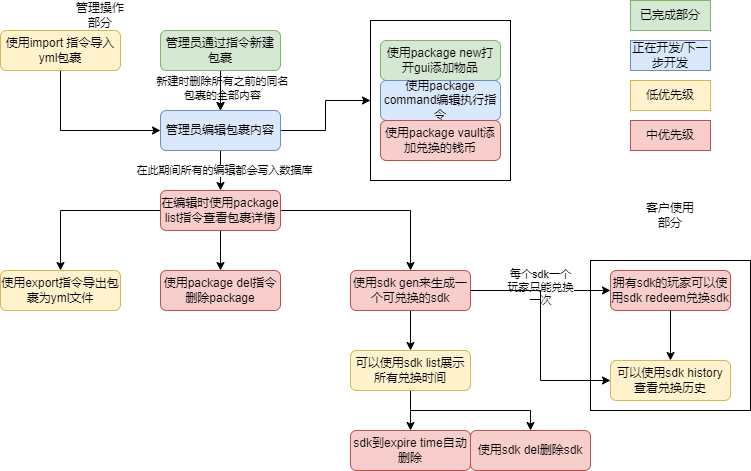 管理操作
部分
使用import 指令导入
yml包裹
管理员通过指令新建
包裹
新建时删除所有之前的同名
包裹的全部内容
管理员编辑包裹内容
在此期间所有的编辑都会写入数据库
使用package new打
开gui添加物品
使用package
command编辑执行指
令
使用package vault添
加兑换的钱币
已完成部分
正在开发/下一
步开发
低优先级
中优先级
在编辑时使用package
list指令查看包裹详情
使用export指令导出包
裹为yml文件
使用package del指令
删除package
使用sdk gen来生成一
个可兑换的sdk
每个sdk一个
玩家只能兑换
一次
客户使用
部分
拥有sdk的玩家可以使
用sdk redeem兑换sdk
可以使用sdk history
查看兑换历史
可以使用sdk list展示
所有兑换时间
sdk到expire time自动
删除
使用sdk del删除sdk